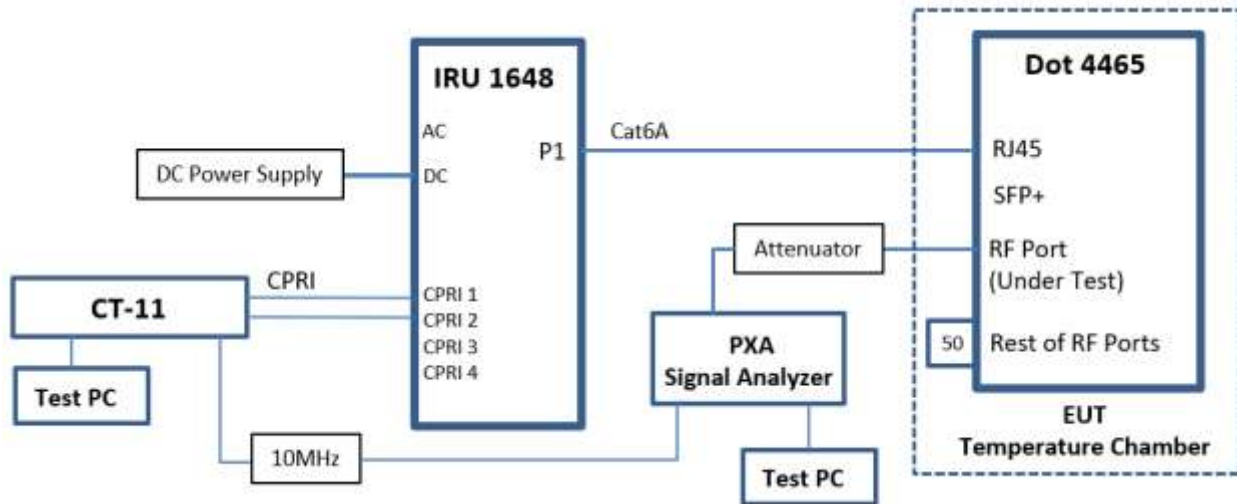 IRU 1648
AC
DC
P1
CPRI 1
CPRI 2
CPRI 3
CPRI 4
DC Power Supply
CPRI
CT-11
Test PC
10MHz
Cat6A
Attenuator
PXA
Signal Analyzer
Test PC
Dot 4465
RJ45
SFP+
RF Port
(Under Test)
50
Rest of RF Ports
EUT
Temperature Chamber